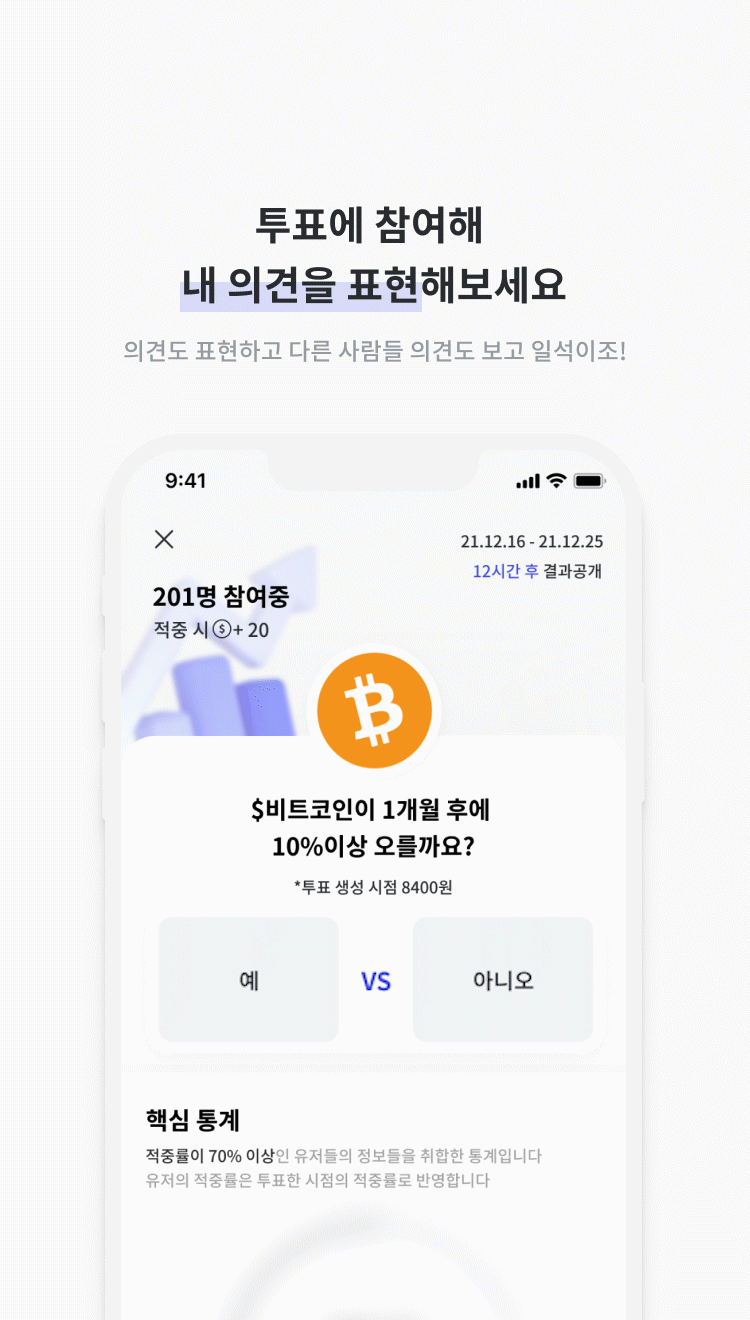 투표에 참여해
내 의견을 표현해보세요
의견도 표현하고 다른 사람들 의견도 보고 일석이조!
9:41
21.12.16 - 21.12.25
12시간 후 결과공개
201명 참여중
적중 시 $ + 20
$비트코인이 1개월 후에
10%이상 오를까요?
*투표 생성 시점 8400원
예
VS
아니오
핵심 통계
적중률이 70% 이상인 유저들의 정보들을 취합한 통계입니다
유저의 적중률은 투표한 시점의 적중률로 반영합니다